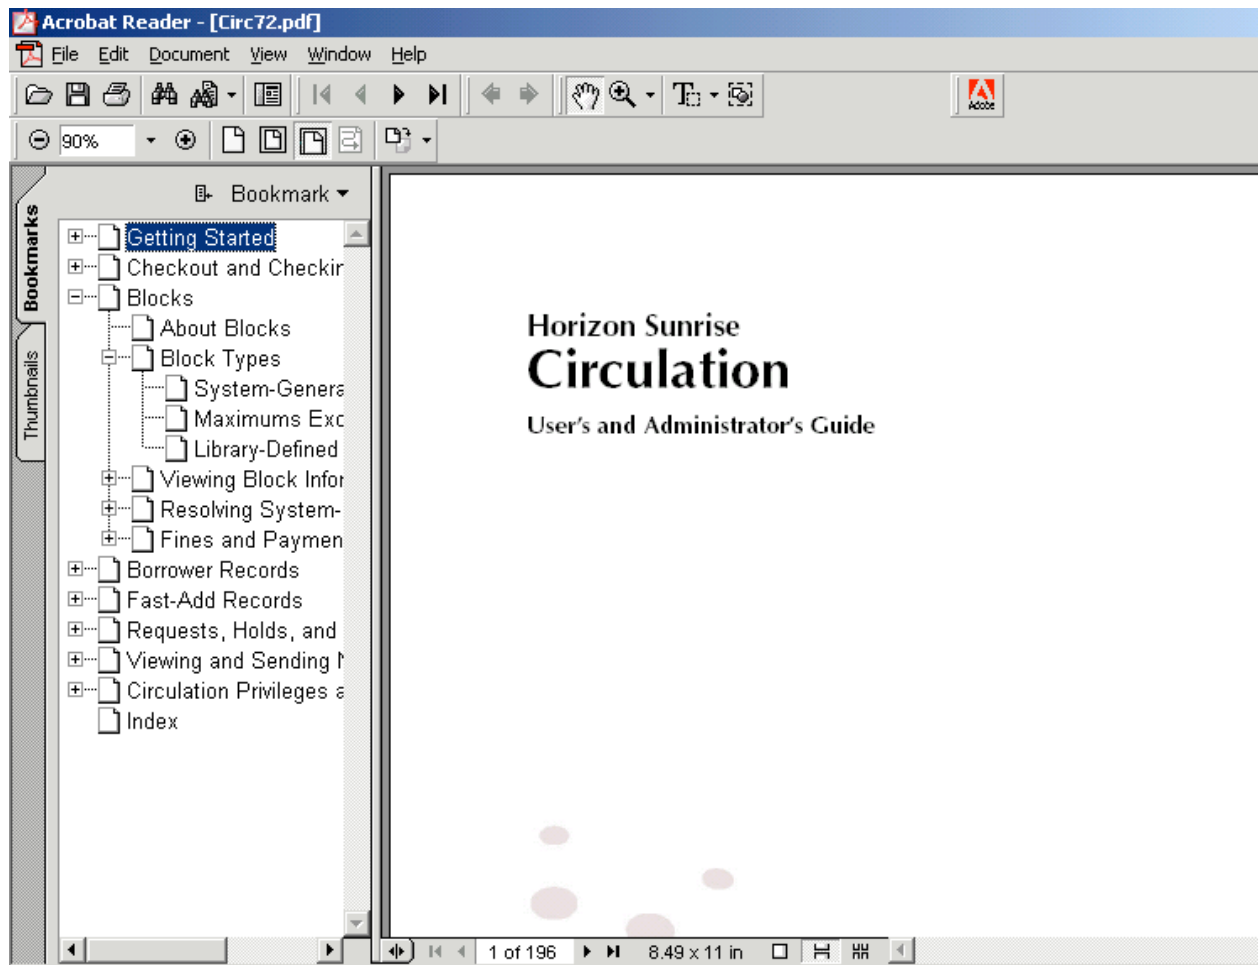 Acrobat Reader - [Circ72.pdf]
File Edit Document View Window Help
Adobe
90%
Bookmarks
Thumbnails
Bookmark
Getting Started
Checkout and Checkin
Blocks
About Blocks
Block Types
System-Genera
Maximums Exc
Library-Defined
Viewing Block Infor
Resolving System-
Fines and Paymen
Borrower Records
Fast-Add Records
Requests, Holds, and
Viewing and Sending N
Circulation Privileges a
Index
Horizon Sunrise
Circulation
User's and Administrator's Guide
1 of 196 8.49 x 11 in